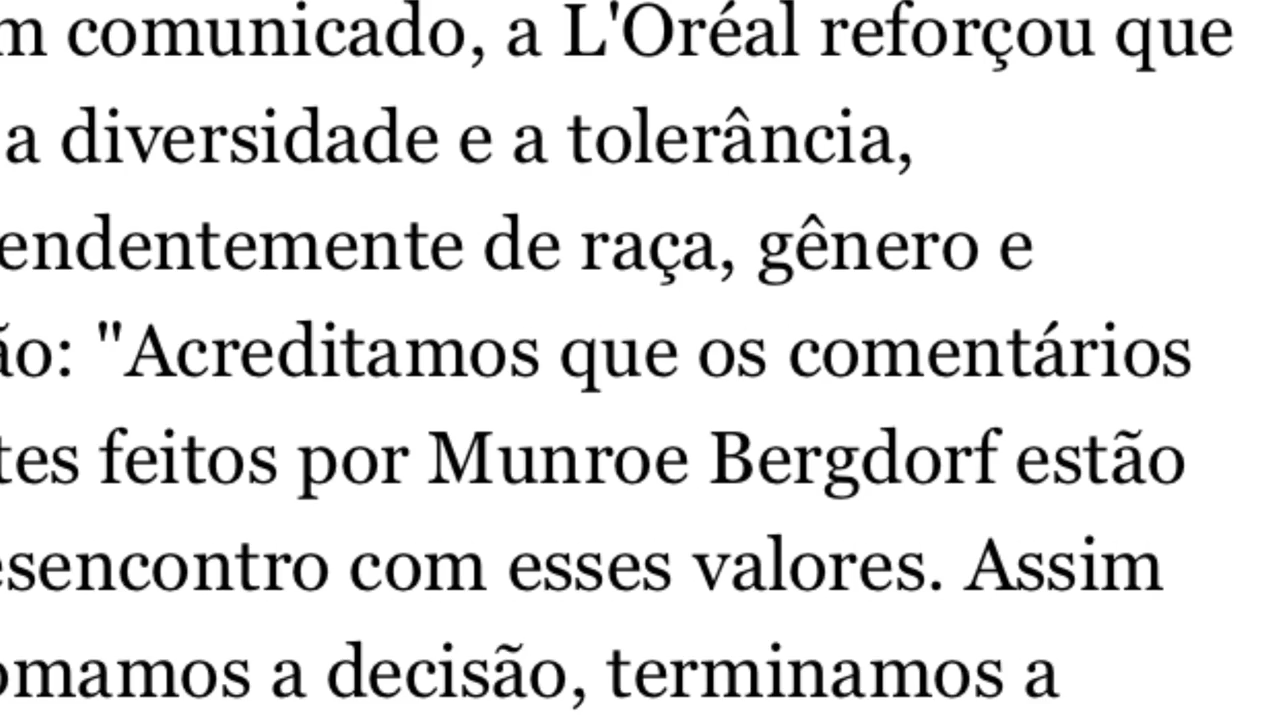 m comunicado, a L'Oréal reforçou que
a diversidade e a tolerância,
endentemente de raça, gênero e
ão: "Acreditamos que os comentários
tes feitos por Munroe Bergdorf estão
esencontro com esses valores. Assim
omamos a decisão, terminamos a